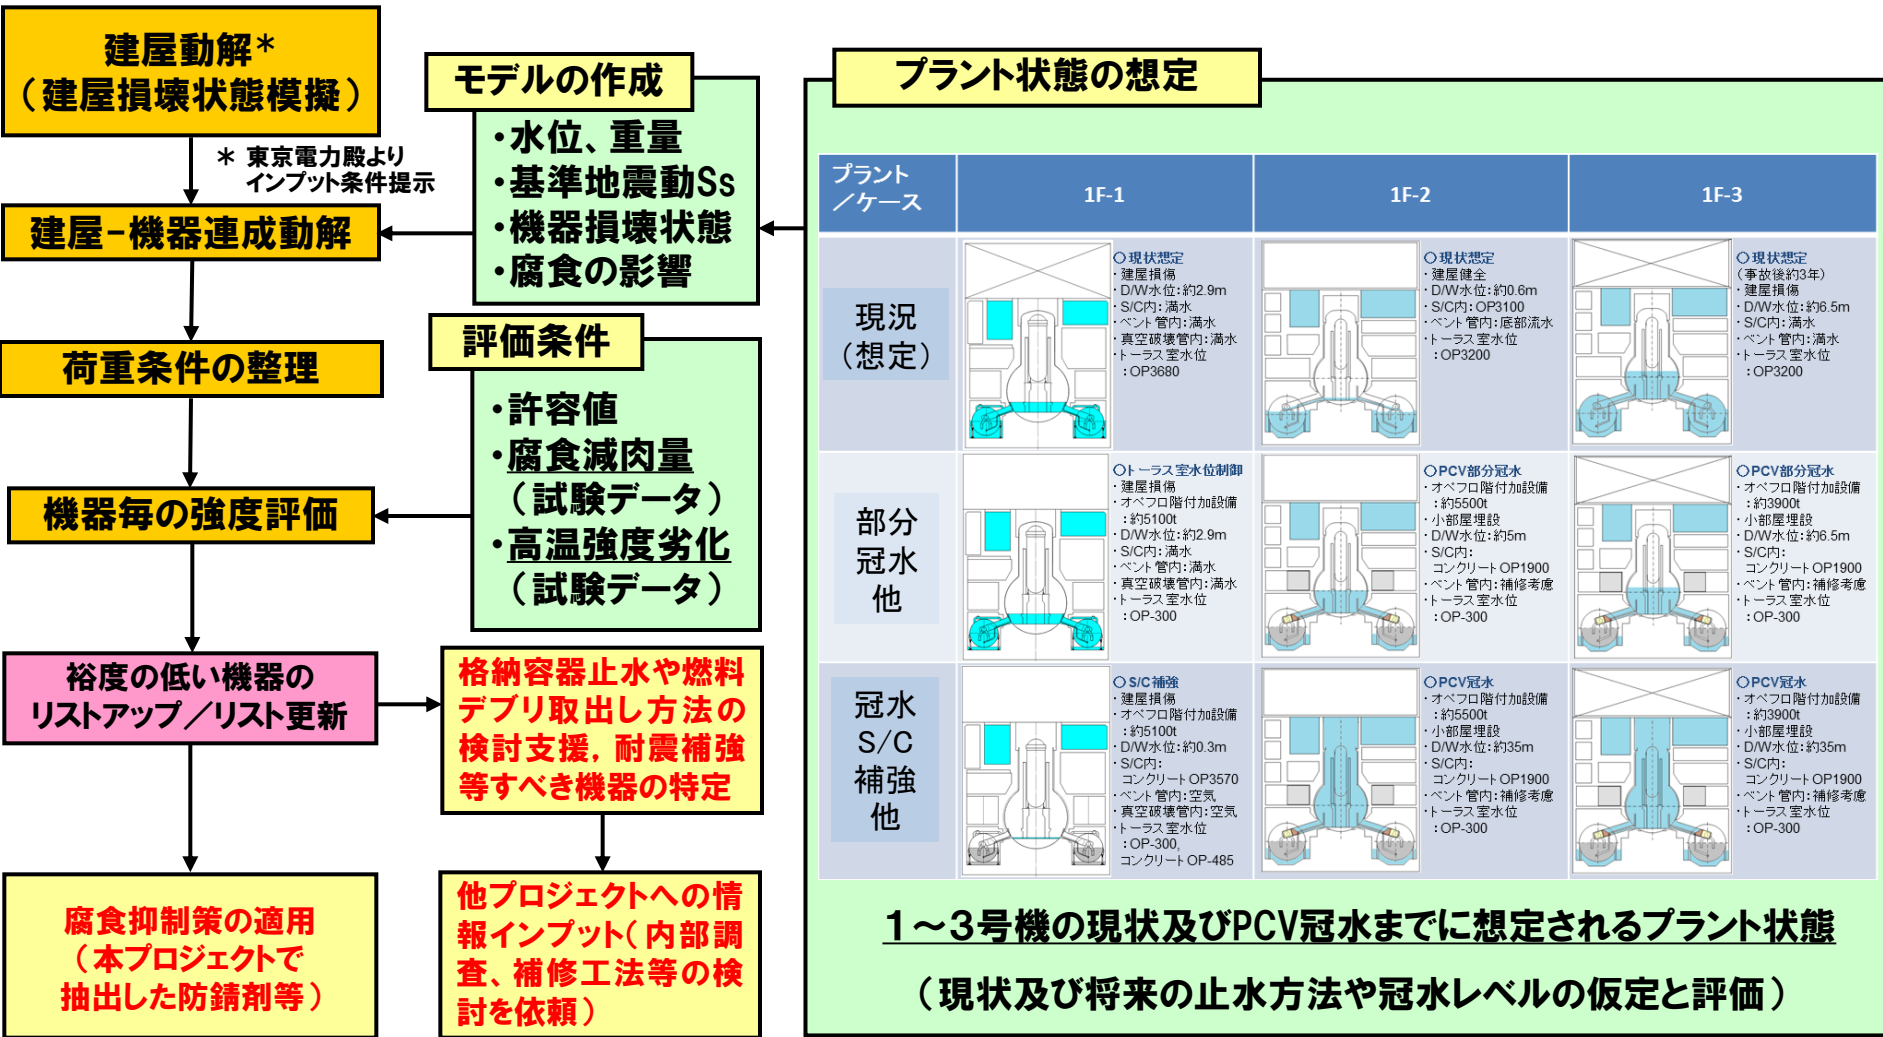 建屋動解＊
（建屋損壊状態模擬）
＊ 東京電力殿より
インプット条件提示
建屋－機器連成動解
荷重条件の整理
機器毎の強度評価
裕度の低い機器の
リストアップ／リスト更新
腐食抑制策の適用
（本プロジェクトで
抽出した防錆剤等）
モデルの作成
・水位、重量
・基準地震動Ss
・機器損壊状態
・腐食の影響
評価条件
・許容値
・腐食減肉量
（試験データ）
・高温強度劣化
（試験データ）
格納容器止水や燃料
デブリ取出し方法の
検討支援，耐震補強
等すべき機器の特定
他プロジェクトへの情
報インプット（内部調
査、補修工法等の検
討を依頼）
プラント状態の想定
プラント
／ケース
1F-1
1F-2
1F-3
現況
（想定）
〇現状想定
・建屋損傷
・D/W水位：約2.9m
・S/C内：満水
・ベント管内：満水
・真空破壊管内：満水
・トーラス室水位
：OP3680
〇現状想定
・建屋健全
・D/W水位：約0.6m
・S/C内：OP3100
・ベント管内：底部流水
・トーラス室水位
：OP3200
〇現状想定
（事故後約3年）
・建屋損傷
・D/W水位：約6.5m
・S/C内：満水
・ベント管内：満水
・トーラス室水位
：OP3200
部分
冠水
他
〇トーラス室水位制御
・建屋損傷
・オペフロ階付加設備
：約5100t
・D/W水位：約2.9m
・S/C内：満水
・ベント管内：満水
・真空破壊管内：満水
・トーラス室水位
：OP-300
〇PCV部分冠水
・オペフロ階付加設備
：約5500t
・小部屋埋設
・D/W水位：約5m
・S/C内：
コンクリートOP1900
・ベント管内：補修考慮
・トーラス室水位
：OP-300
〇PCV部分冠水
・オペフロ階付加設備
：約3900t
・小部屋埋設
・D/W水位：約6.5m
・S/C内：
コンクリートOP1900
・ベント管内：補修考慮
・トーラス室水位
：OP-300
冠水
S/C
補強
他
〇S/C補強
・建屋損傷
・オペフロ階付加設備
：約5100t
・D/W水位：約0.3m
・S/C内：
コンクリートOP3570
・ベント管内：空気
・真空破壊管内：空気
・トーラス室水位
：OP-300,
コンクリートOP-485
〇PCV冠水
・オペフロ階付加設備
：約5500t
・小部屋埋設
・D/W水位：約35m
・S/C内：
コンクリートOP1900
・ベント管内：補修考慮
・トーラス室水位
：OP-300
〇PCV冠水
・オペフロ階付加設備
：約3900t
・小部屋埋設
・D/W水位：約35m
・S/C内：
コンクリートOP1900
・ベント管内：補修考慮
・トーラス室水位
：OP-300
１～３号機の現状及びPCV冠水までに想定されるプラント状態
（現状及び将来の止水方法や冠水レベルの仮定と評価）